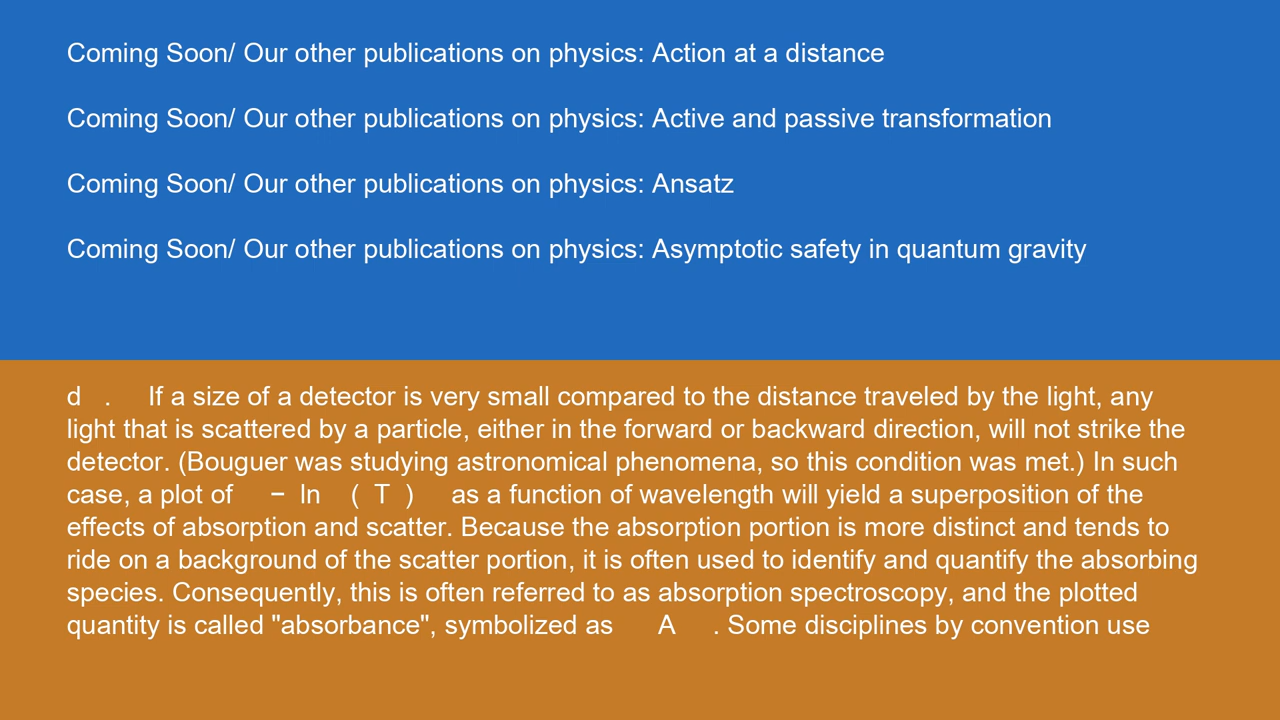 Coming Soon/ Our other publications on physics: Action at a distance
Coming Soon/ Our other publications on physics: Active and passive transformation
Coming Soon/ Our other publications on physics: Ansatz
Coming Soon/ Our other publications on physics: Asymptotic safety in quantum gravity
d . If a size of a detector is very small compared to the distance traveled by the light, any
light that is scattered by a particle, either in the forward or backward direction, will not strike the
detector. (Bouguer was studying astronomical phenomena, so this condition was met.) In such
case, a plot of − ln ( T ) as a function of wavelength will yield a superposition of the
effects of absorption and scatter. Because the absorption portion is more distinct and tends to
ride on a background of the scatter portion, it is often used to identify and quantify the absorbing
species. Consequently, this is often referred to as absorption spectroscopy, and the plotted
quantity is called "absorbance", symbolized as A . Some disciplines by convention use